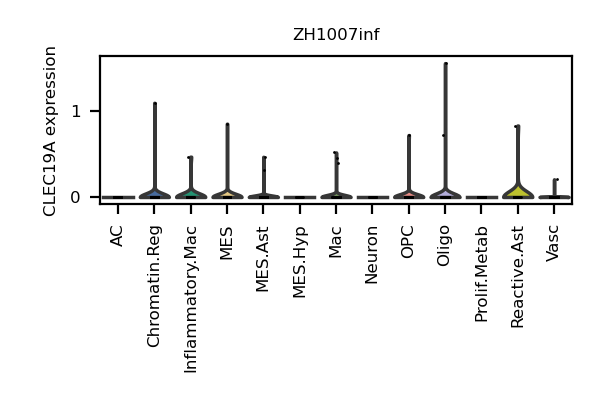 ZH1007inf
CLEC19A expression
1
0
AC
Chromatin.Reg
Inflammatory.Mac
MES
MES.Ast
MES.Hyp
Mac
Neuron
OPC
Oligo
Prolif.Metab
Reactive.Ast
Vasc